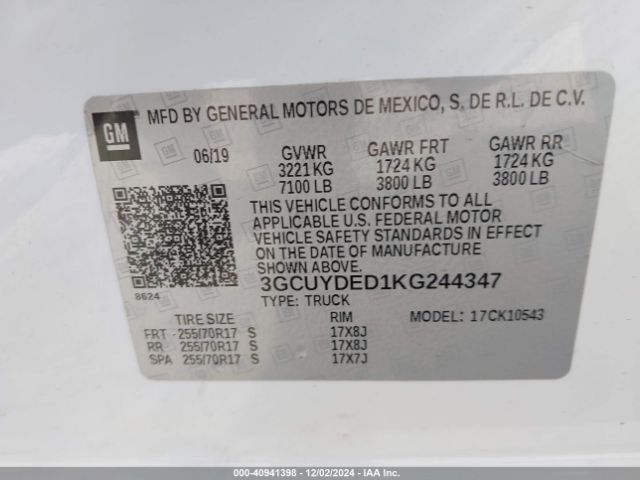 GM
MFD BY GENERAL MOTORS DE MEXICO, S. DE R.L. DE C.V.
06/19 GVWR GAWR FRT GAWR RR
3221 KG 1724 KG 1724 KG
7100 LB 3800 LB 3800 LB
THIS VEHICLE CONFORMS TO ALL
APPLICABLE U.S. FEDERAL MOTOR
VEHICLE SAFETY STANDARDS IN EFFECT
ON THE DATE OF MANUFACTURE
SHOWN ABOVE.
8624
3GCUYDED1KG244347
TYPE: TRUCK
MODEL: 17CK10543
TIRE SIZE RIM
FRT - 255/70R17 S 17X8J
RR - 255/70R17 S 17X8J
SPA - 255/70R17 S 17X7J
000-40941398 - 12/02/2024 - IAA Inc.